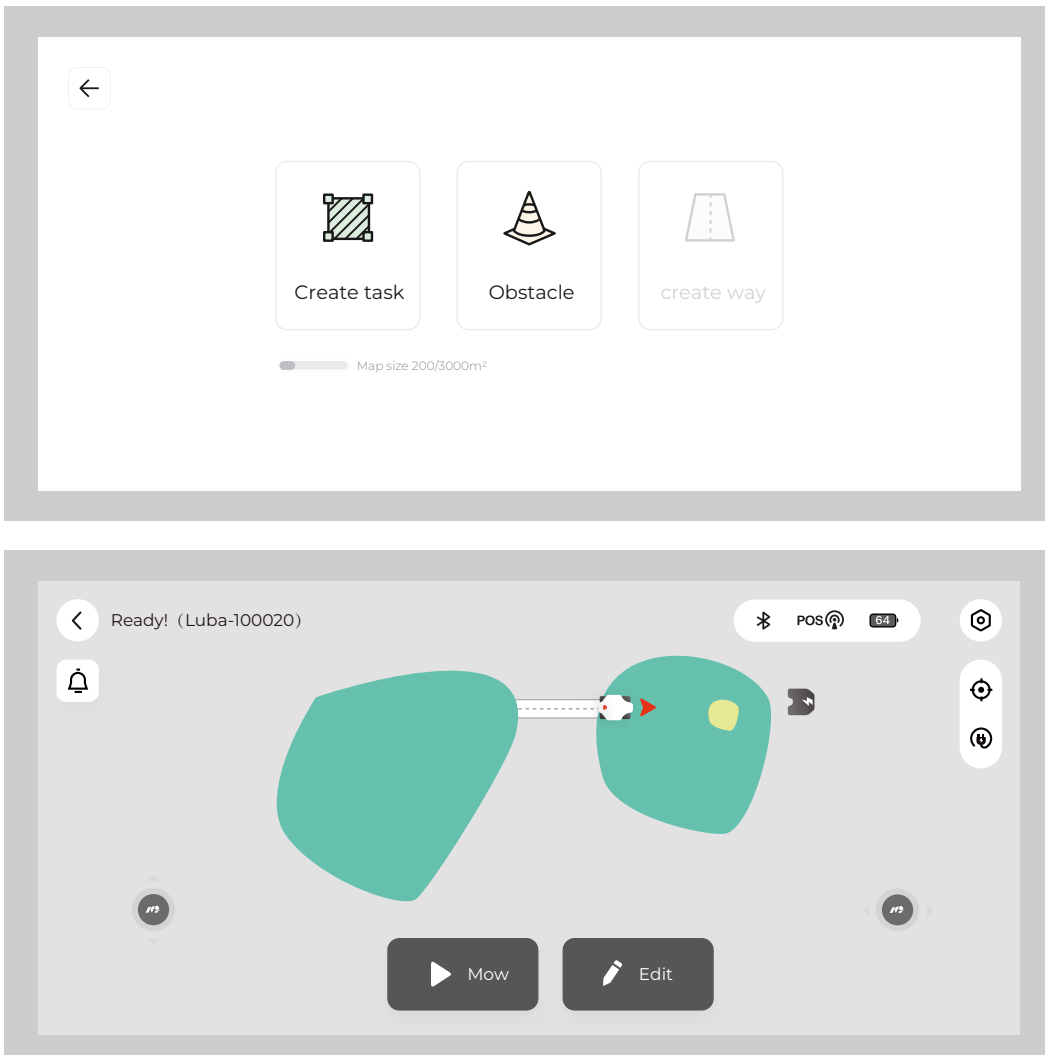 Create task
Obstacle
create way
Map size 200/3000m²
Ready!（Luba-100020）
POS
64
Mow
Edit